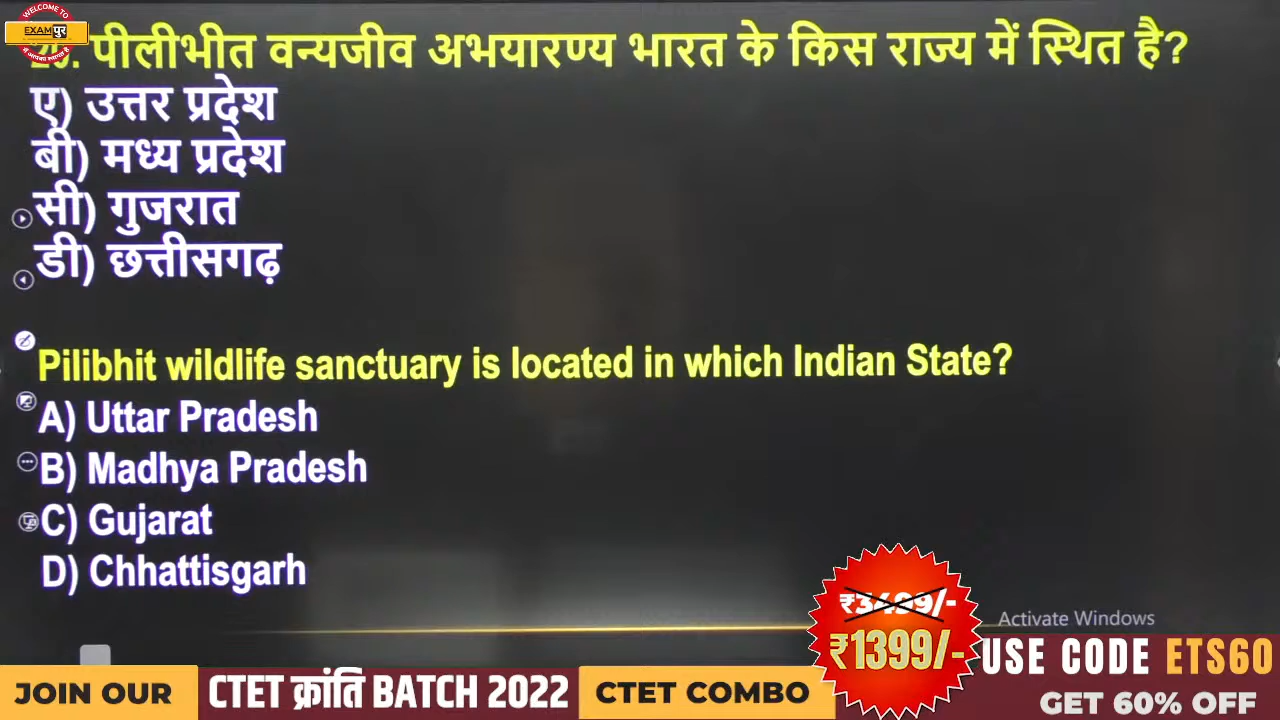 WELCOME TO
EXAMपुर
पीलीभीत वन्यजीव अभयारण्य भारत के किस राज्य में स्थित है?
ए) उत्तर प्रदेश
बी) मध्य प्रदेश
सी) गुजरात
डी) छत्तीसगढ़
Pilibhit wildlife sanctuary is located in which Indian State?
A) Uttar Pradesh
B) Madhya Pradesh
C) Gujarat
D) Chhattisgarh
₹3499/-
₹1399/-
Activate Windows
USE CODE ETS60
GET 60% OFF
JOIN OUR
CTET क्रांति BATCH 2022
CTET COMBO